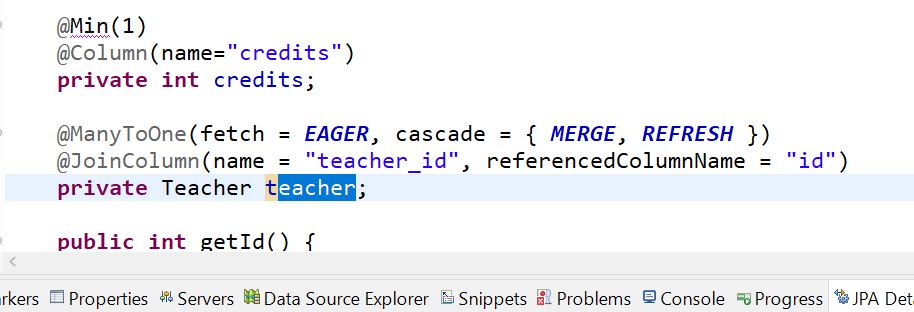 @Min(1)
@Column(name="credits")
private int credits;
@ManyToOne(fetch = EAGER, cascade = { MERGE, REFRESH })
@JoinColumn(name = "teacher_id", referencedColumnName = "id")
private Teacher teacher;
public int getId() {
rkers Properties Servers Data Source Explorer Snippets Problems Console Progress JPA Deta